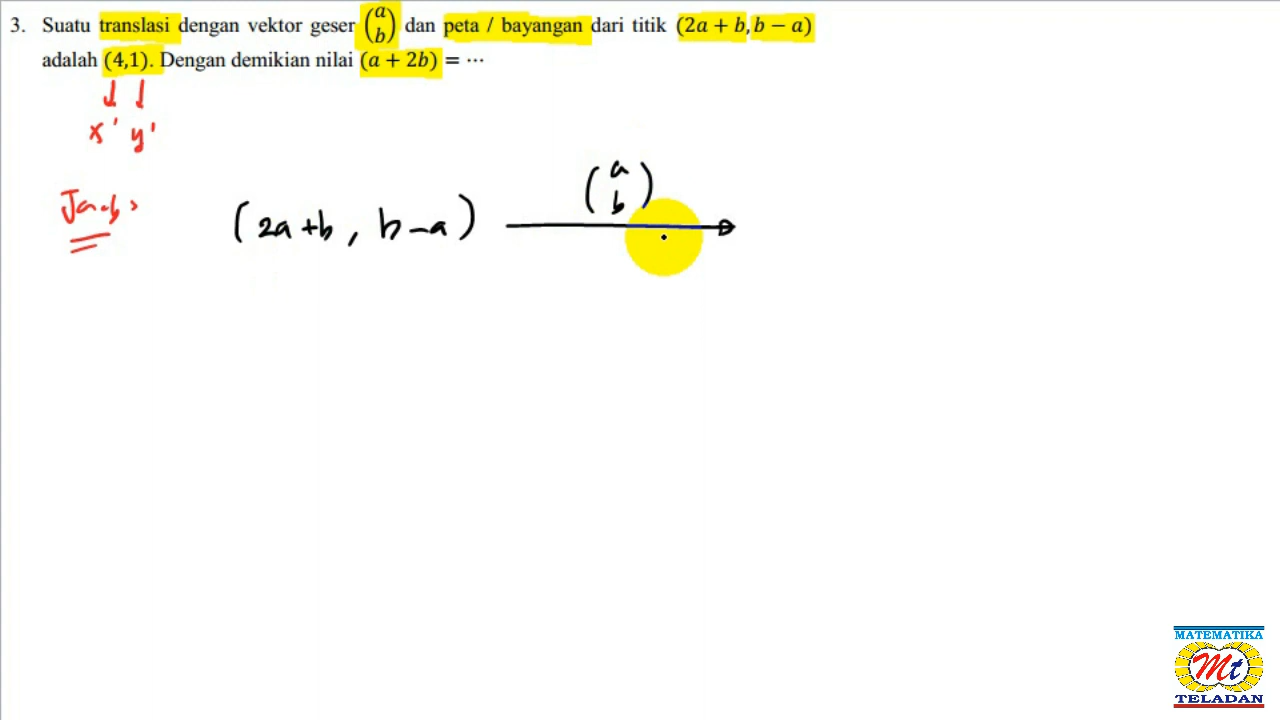 3. Suatu translasi dengan vektor geser (a b) dan peta / bayangan dari titik (2a + b, b − a)
adalah (4,1). Dengan demikian nilai (a + 2b) = ⋯
x' y'
Jawab:
(a b)
(2a+b, b-a)
MATEMATIKA
Mt
TELADAN